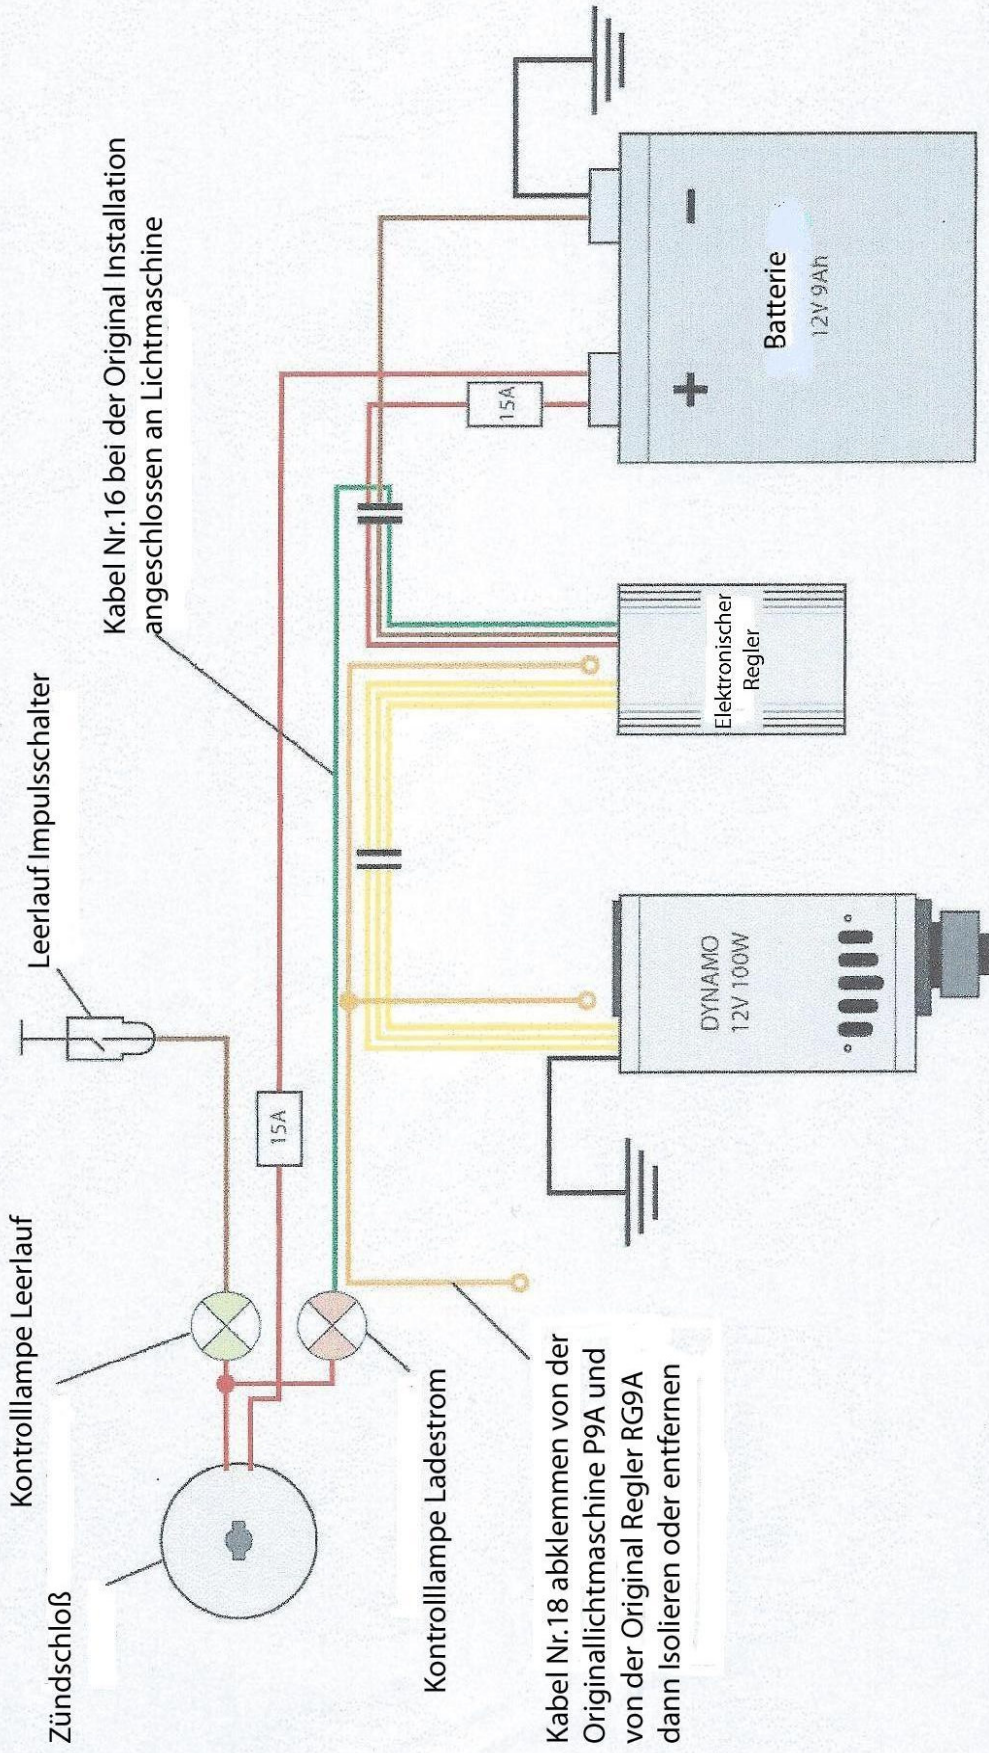 Zündschloß
Kontrolllampe Leerlauf
Leerlauf Impulsschalter
Kabel Nr.16 bei der Original Installation
angeschlossen an Lichtmaschine
15A
15A
Kontrolllampe Ladestrom
Kabel Nr.18 abklemmen von der
Originallichtmaschine P9A und
von der Original Regler RG9A
dann Isolieren oder entfernen
DYNAMO
12V 100W
Elektronischer
Regler
+
−
Batterie
12V 9Ah